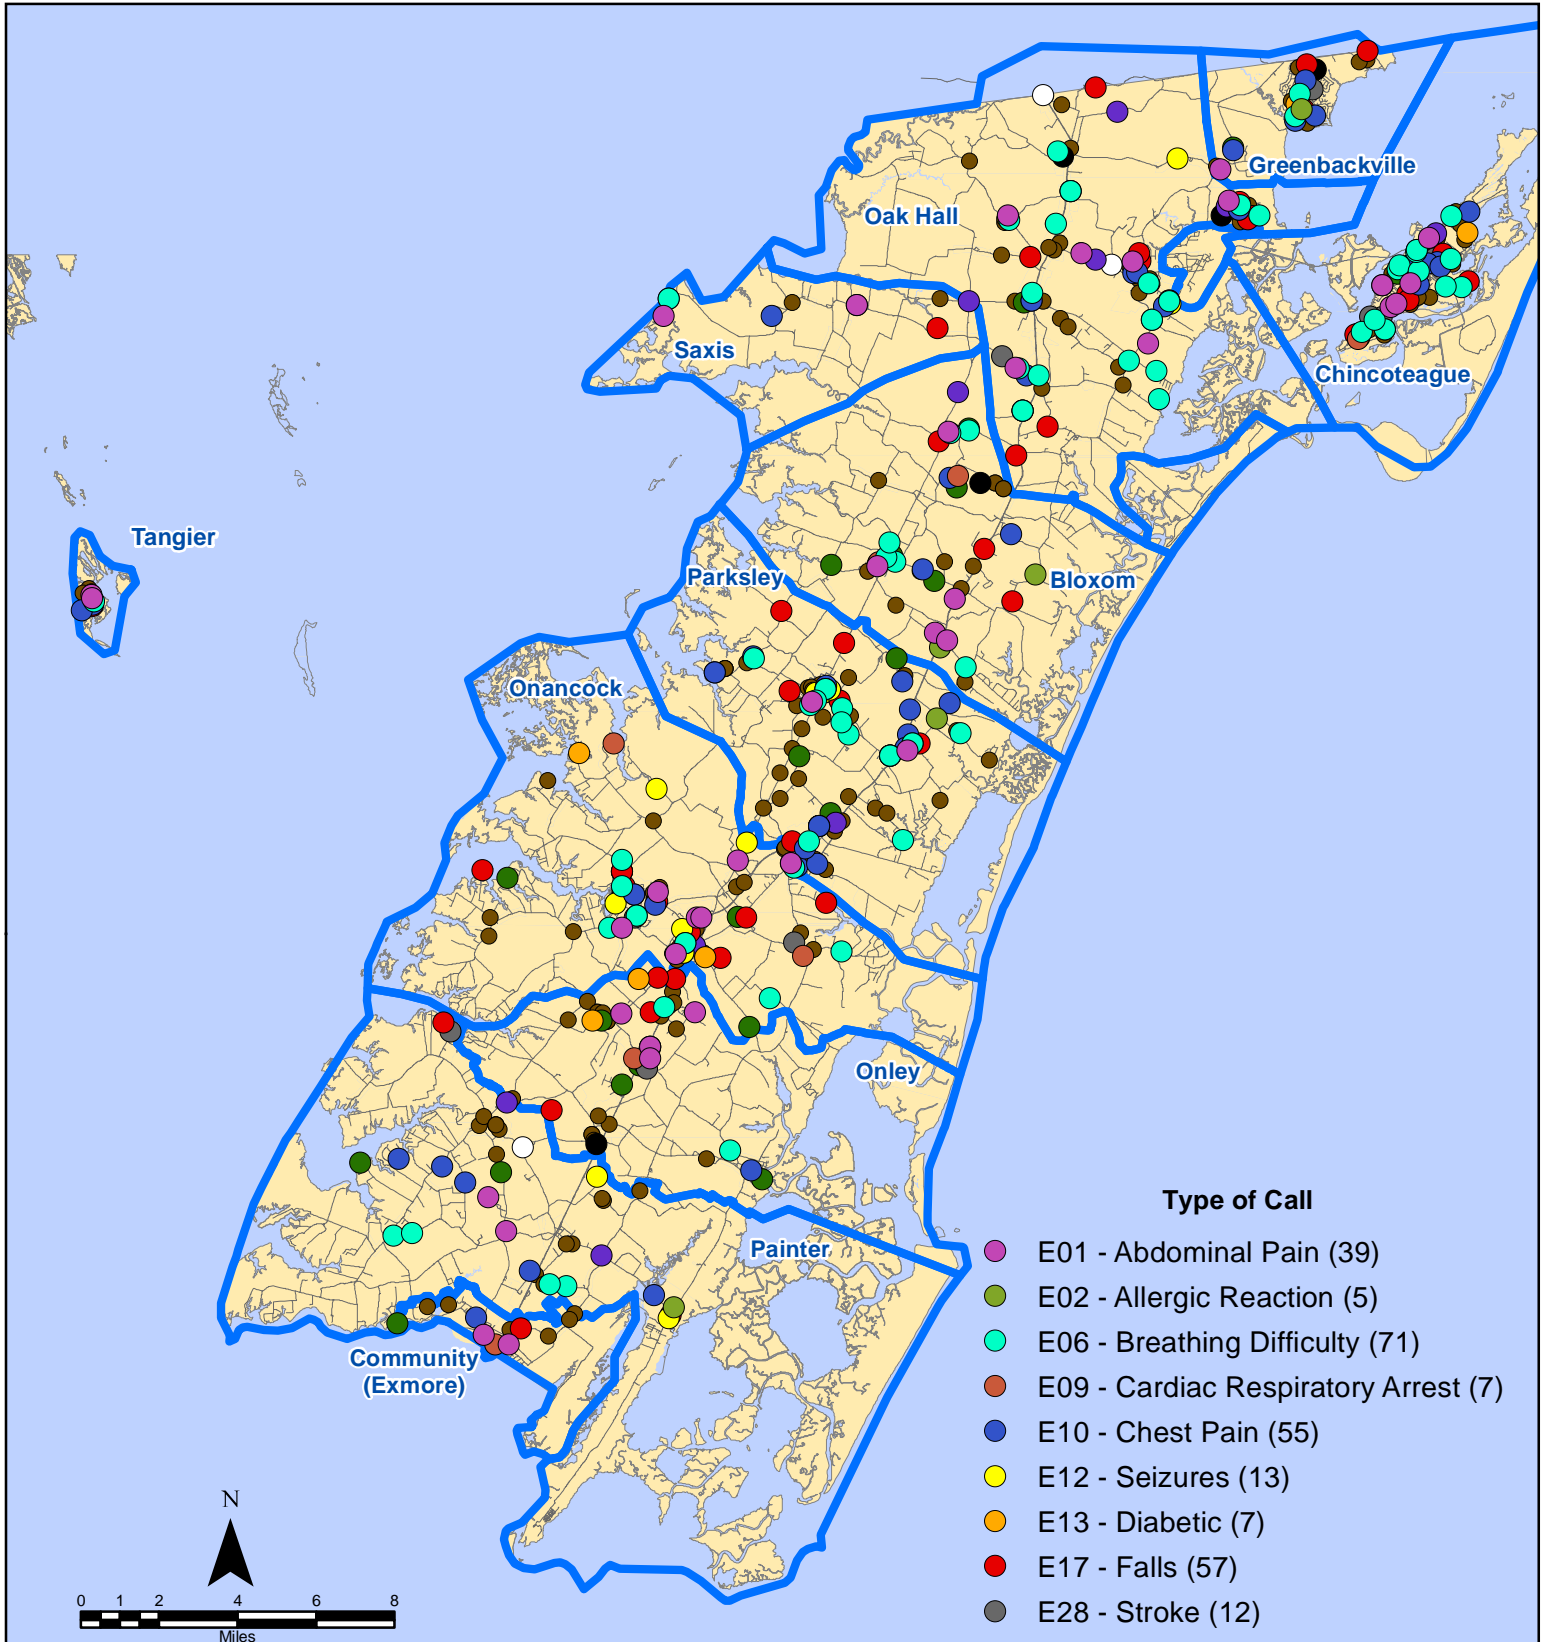 Greenbackville
Oak Hall
Saxis
Chincoteague
Tangier
Parksley
Bloxom
Onancock
Onley
Painter
Community
(Exmore)
Type of Call
E01 - Abdominal Pain (39)
E02 - Allergic Reaction (5)
E06 - Breathing Difficulty (71)
E09 - Cardiac Respiratory Arrest (7)
E10 - Chest Pain (55)
E12 - Seizures (13)
E13 - Diabetic (7)
E17 - Falls (57)
E28 - Stroke (12)
N
0 1 2 4 6 8
Miles